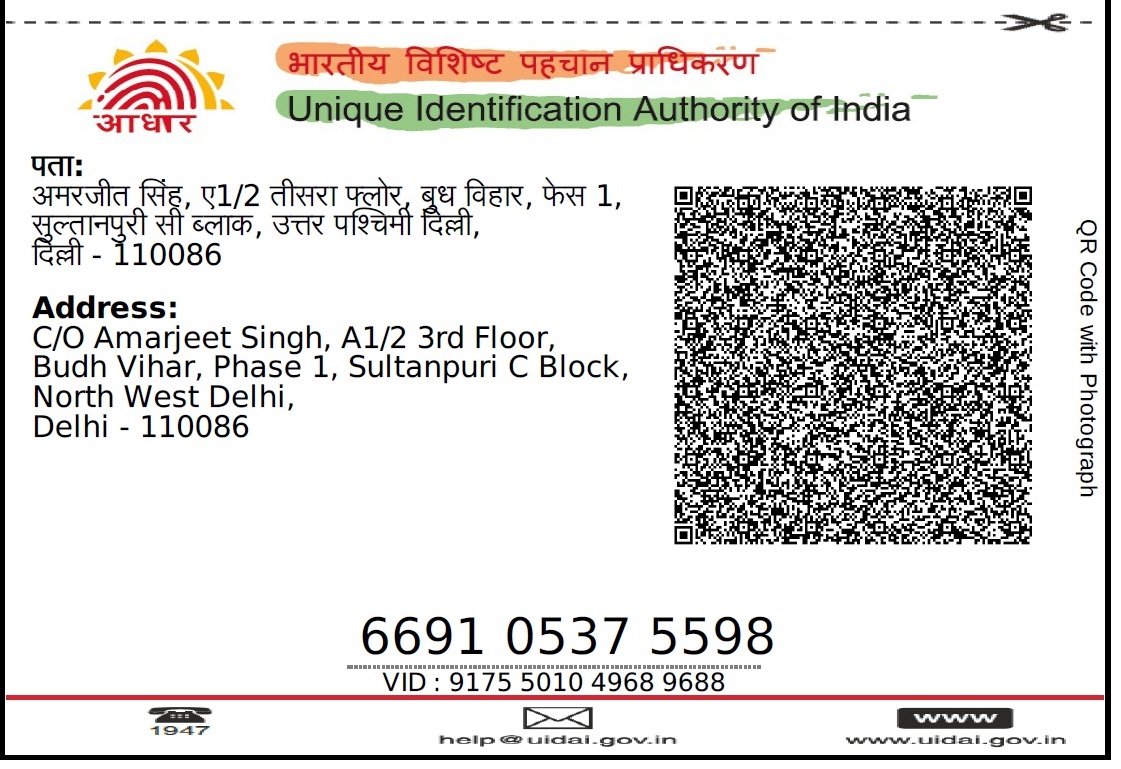 भारतीय विशिष्ट पहचान प्राधिकरण
Unique Identification Authority of India
आधार
पता:
अमरजीत सिंह, ए1/2 तीसरा फ्लोर, बुध विहार, फेस 1,
सुल्तानपुरी सी ब्लाक, उत्तर पश्चिमी दिल्ली,
दिल्ली - 110086
Address:
C/O Amarjeet Singh, A1/2 3rd Floor,
Budh Vihar, Phase 1, Sultanpuri C Block,
North West Delhi,
Delhi - 110086
QR Code with Photograph
6691 0537 5598
VID : 9175 5010 4968 9688
1947
help@uidai.gov.in
www
www.uidai.gov.in